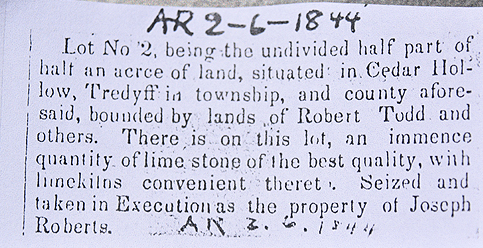 AR 2-6-1844
Lot No 2, being the undivided half part of
half an acre of land, situated in Cedar Hol-
low, Tredyffrin township, and county afore-
said, bounded by lands of Robert Todd and
others. There is on this lot, an immence
quantity of lime stone of the best quality, with
limekilns convenient thereto. Seized and
taken in Execution as the property of Joseph
Roberts. AR 2.6.1844